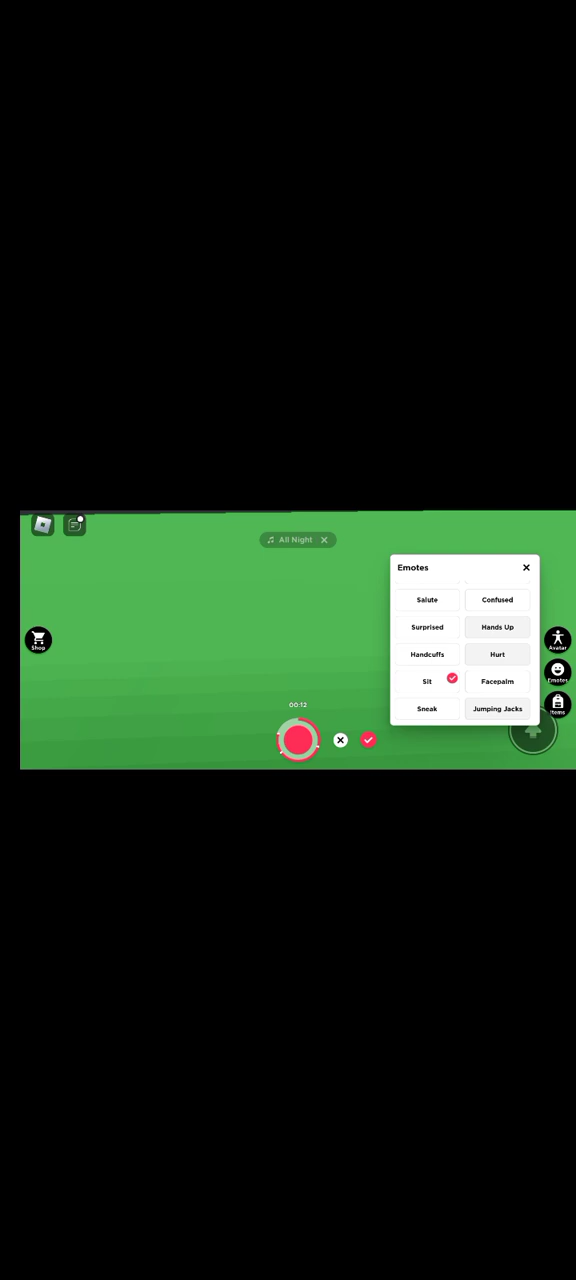 All Night
Emotes
Salute
Confused
Surprised
Hands Up
Handcuffs
Hurt
Sit
Facepalm
Sneak
Jumping Jacks
Shop
Avatar
Emotes
Items
00:12